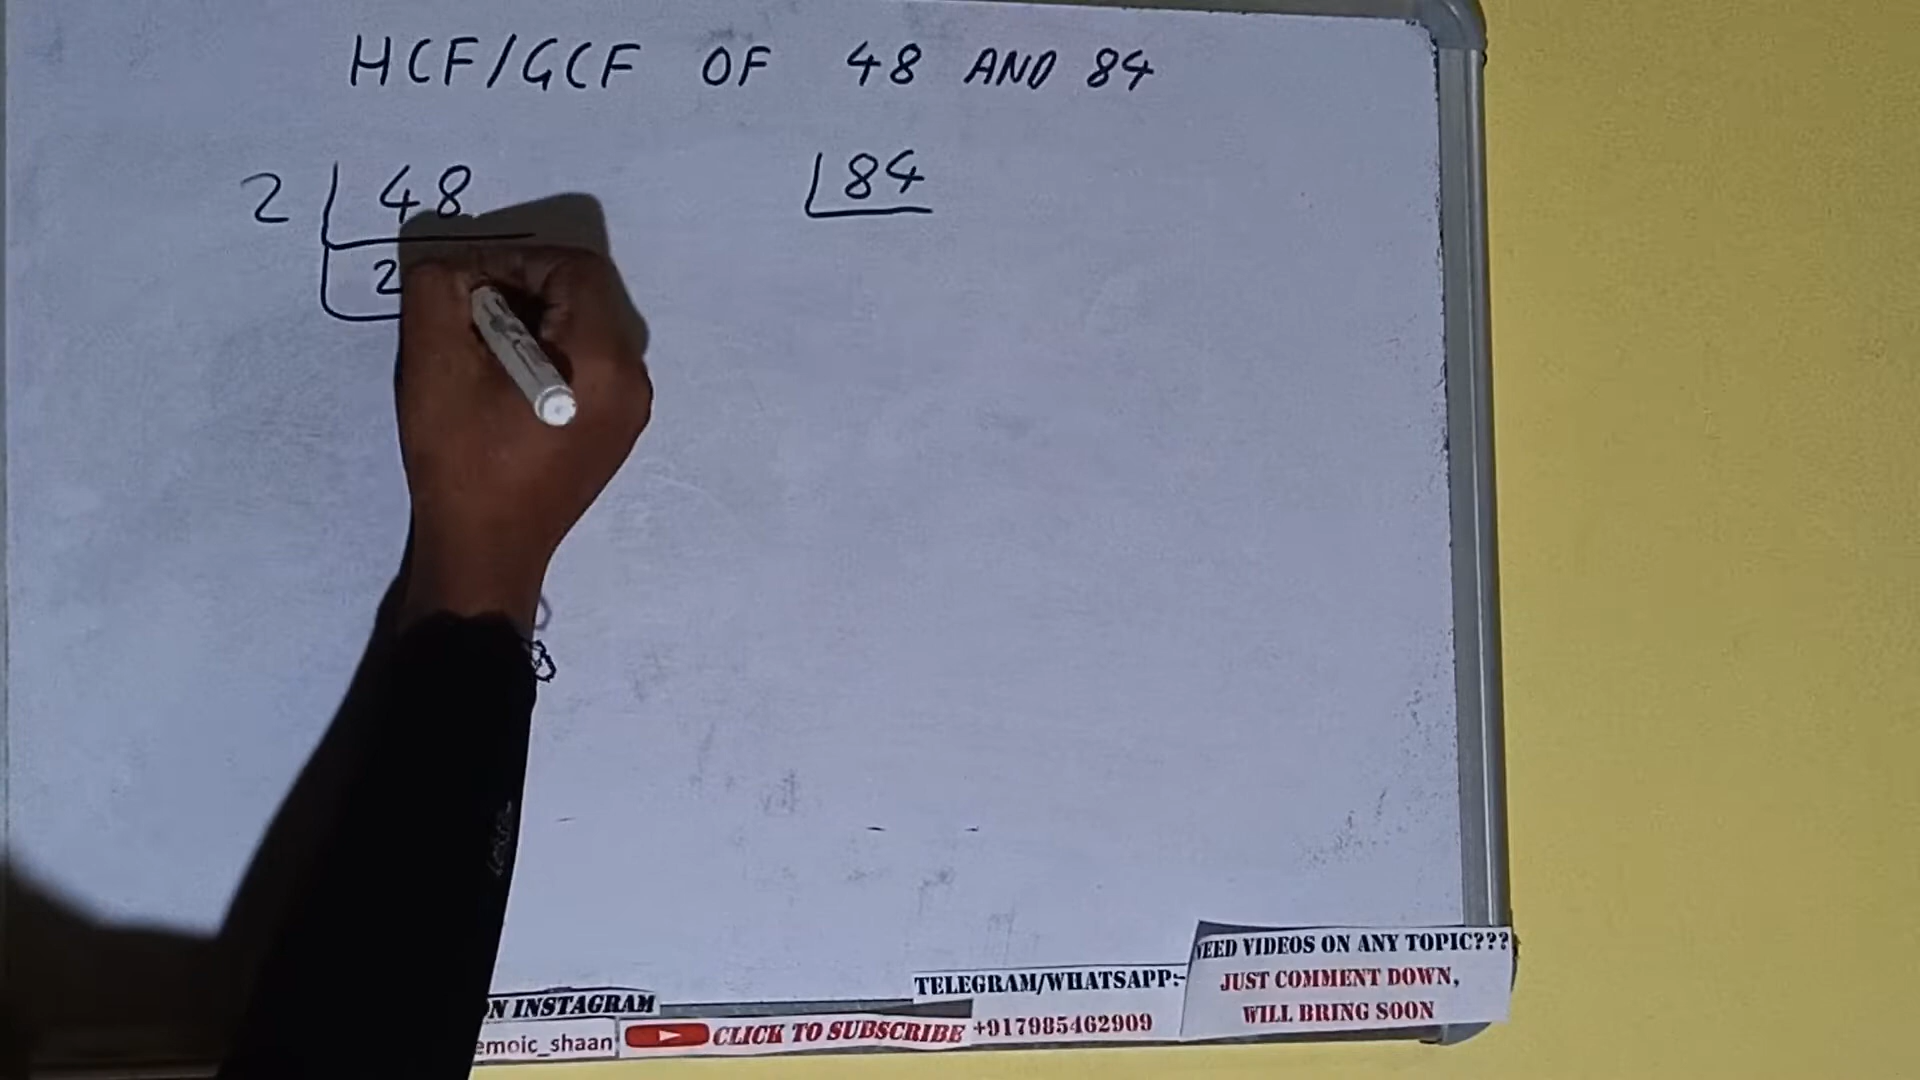 HCF/GCF OF 48 AND 84
2 48 84
2
NEED VIDEOS ON ANY TOPIC???
JUST COMMENT DOWN,
WILL BRING SOON
TELEGRAM/WHATSAPP:-
+917985462909
N INSTAGRAM
emoic_shaan
CLICK TO SUBSCRIBE